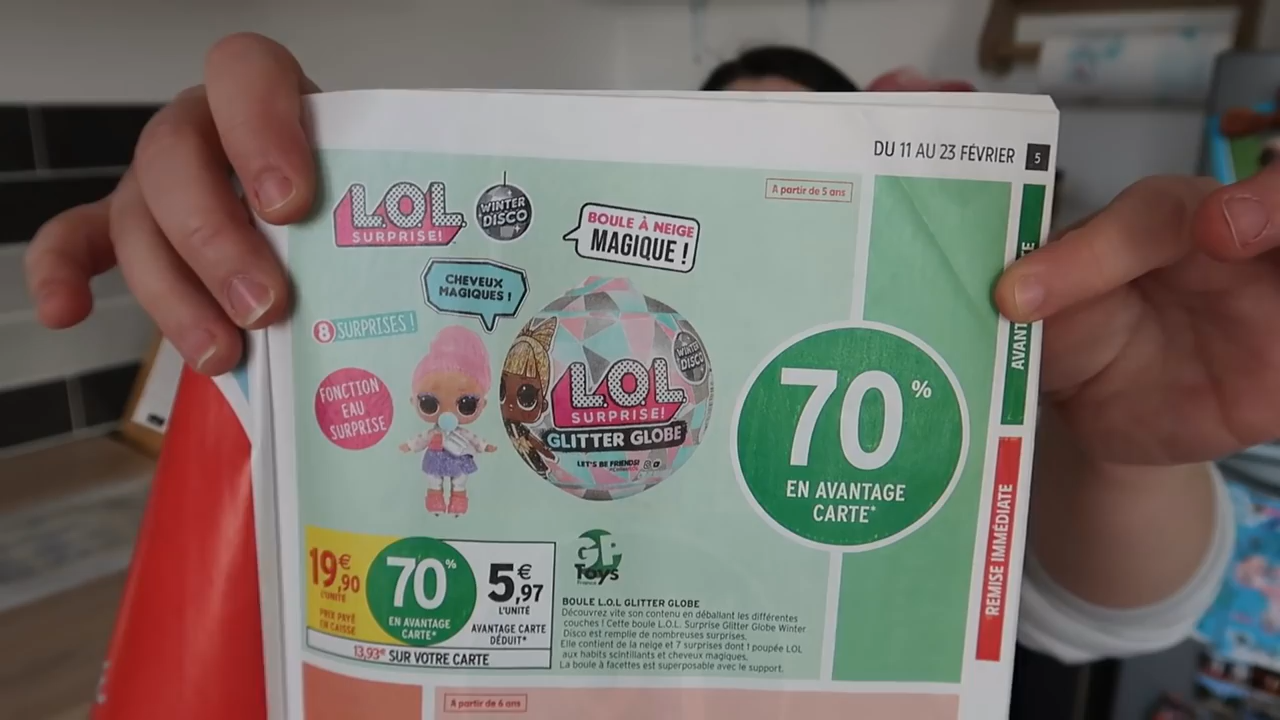 DU 11 AU 23 FÉVRIER 5
A partir de 5 ans
L.O.L.
SURPRISE!
WINTER
DISCO
BOULE À NEIGE
MAGIQUE !
CHEVEUX
MAGIQUES !
8 SURPRISES !
FONCTION
EAU
SURPRISE
WINTER
DISCO
L.O.L.
SURPRISE!
GLITTER GLOBE
LET'S BE FRIENDS!
70%
EN AVANTAGE
CARTE*
REMISE IMMÉDIATE
19€,90
L'UNITÉ
PRIX PAYÉ
EN CAISSE
70%
EN AVANTAGE
CARTE*
5€,97
L'UNITÉ
AVANTAGE CARTE
DÉDUIT*
13,93€ SUR VOTRE CARTE
GP
Toys
France
BOULE L.O.L GLITTER GLOBE
Découvrez vite son contenu en déballant les différentes
couches ! Cette boule L.O.L. Surprise Glitter Globe Winter
Disco est remplie de nombreuses surprises.
Elle contient de la neige et 7 surprises dont 1 poupée LOL
aux habits scintillants et cheveux magiques.
La boule à facettes est superposable avec le support.
A partir de 6 ans